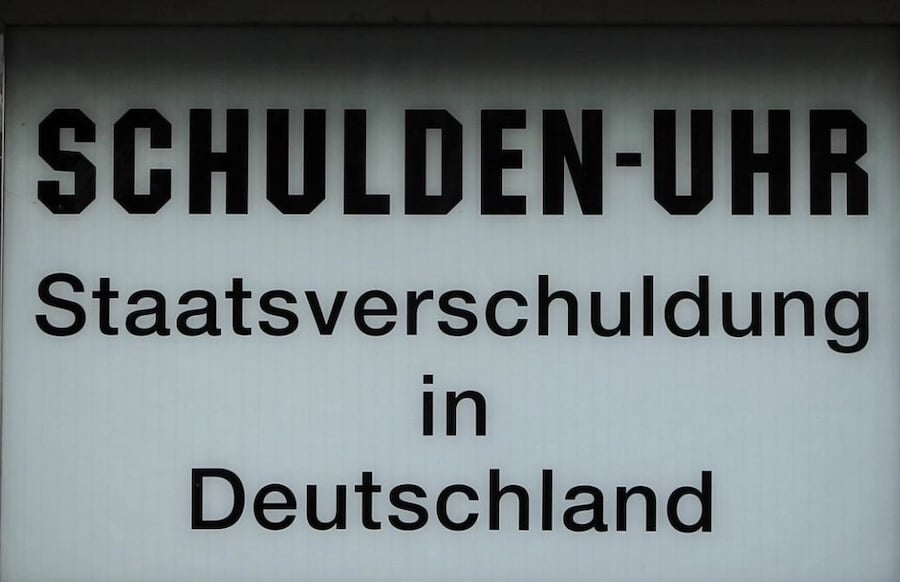 SCHULDEN-UHR
Staatsverschuldung
in
Deutschland